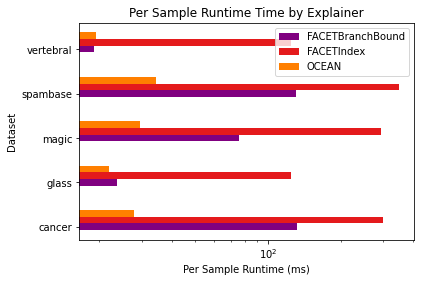 Per Sample Runtime Time by Explainer
FACETBranchBound
FACETIndex
OCEAN
vertebral
spambase
magic
glass
cancer
Dataset
10²
Per Sample Runtime (ms)